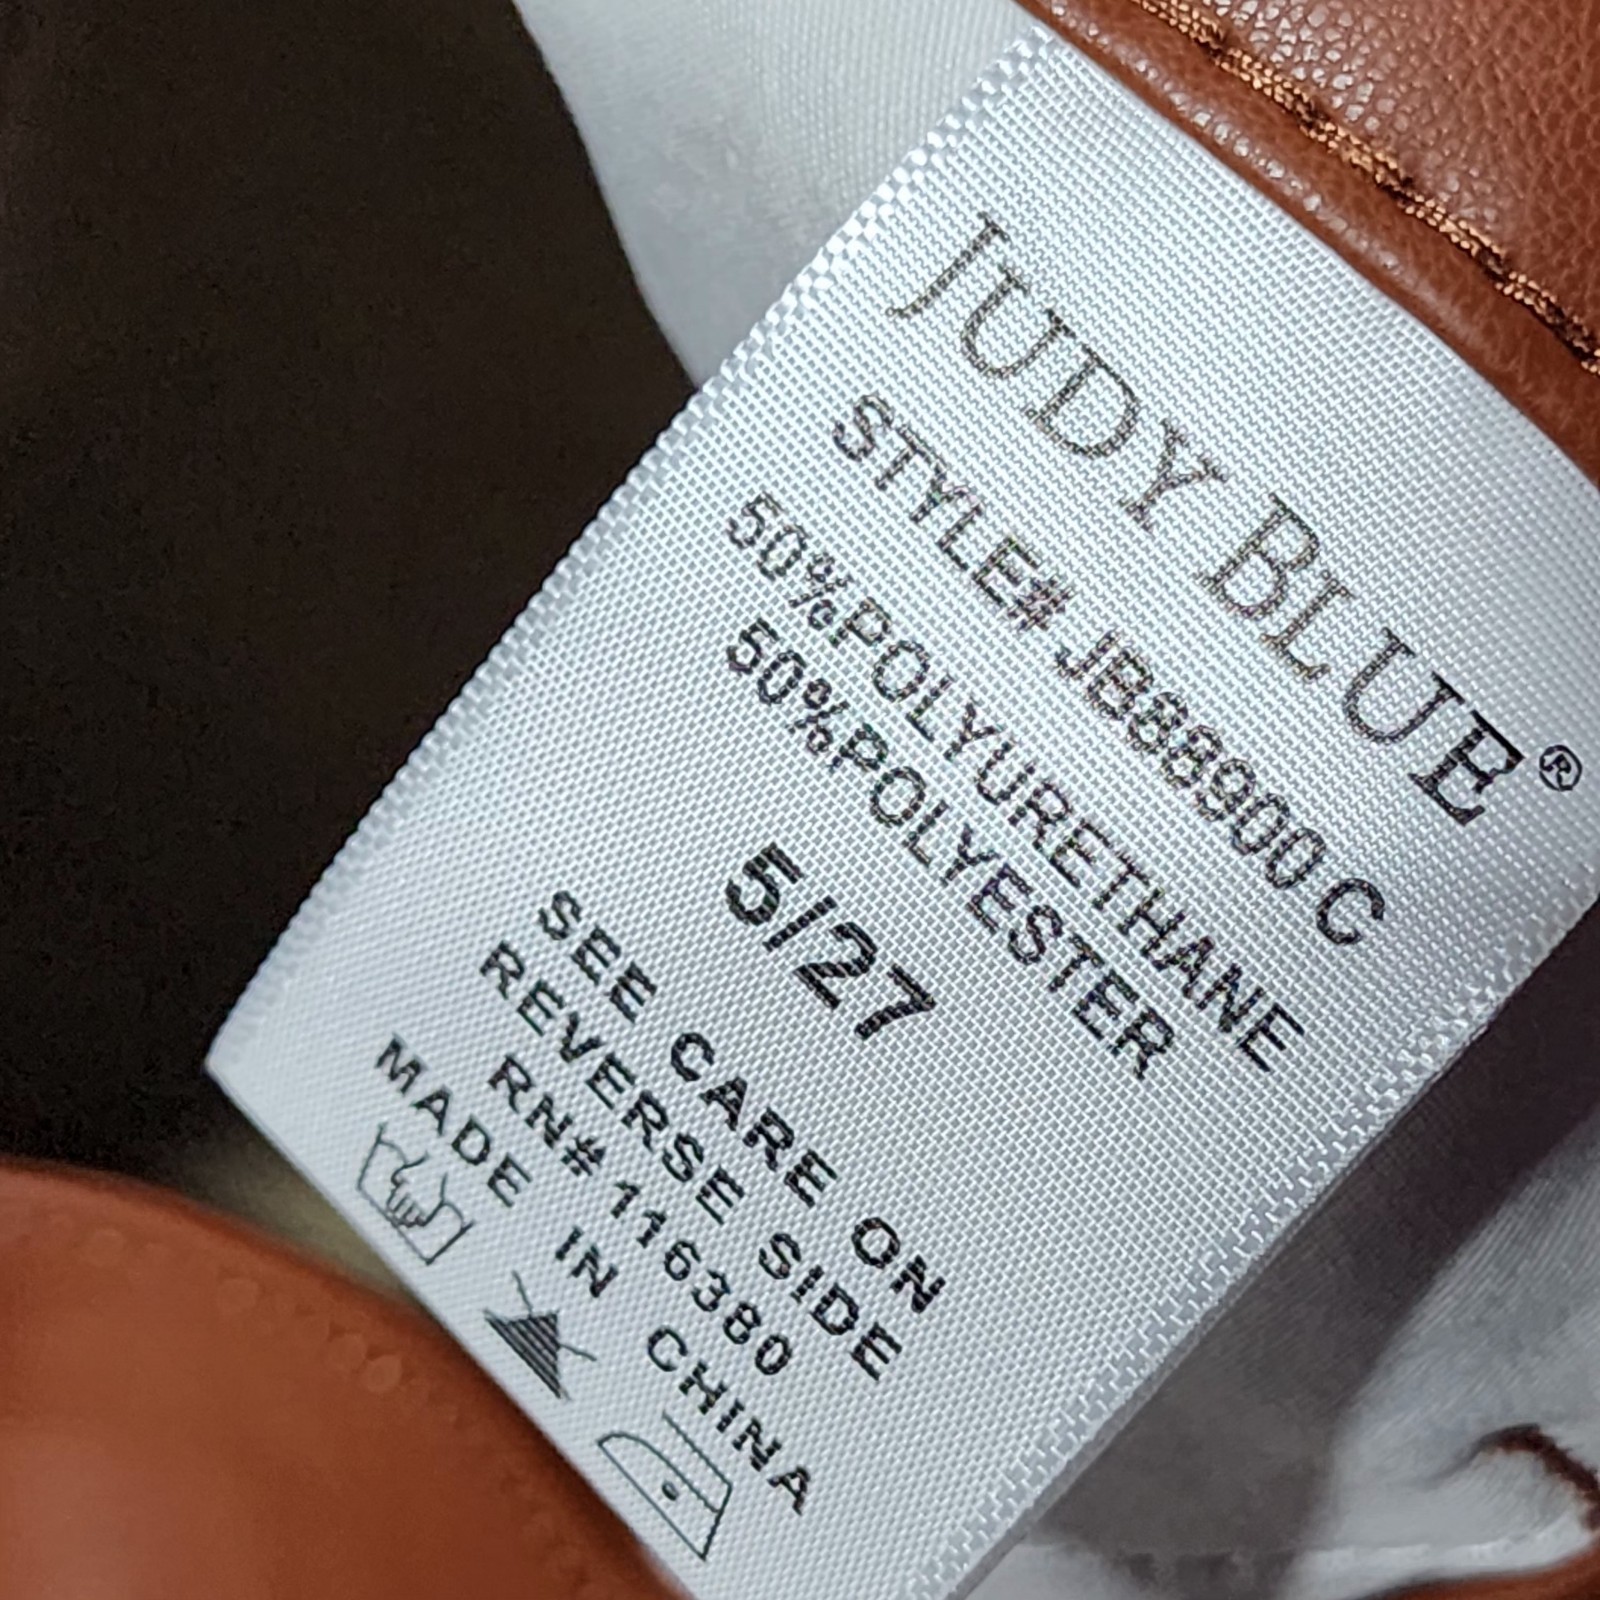 JUDY BLUE®
STYLE# JB88900 C
50%POLYURETHANE
50%POLYESTER
5/27
SEE CARE ON
REVERSE SIDE
RN# 116380
MADE IN CHINA